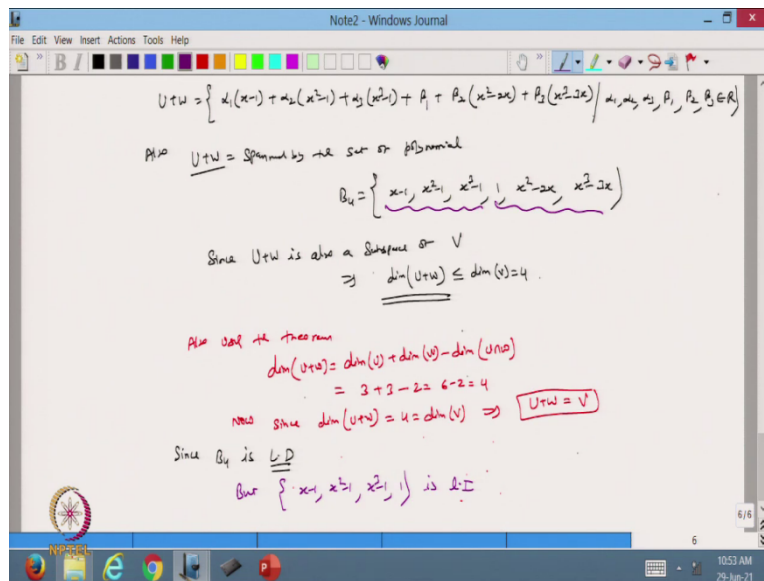 Note2 - Windows Journal
File Edit View Insert Actions Tools Help
U+W = { α₁(x-1) + α₂(x²-1) + α₃(x³-1) + β₁ + β₂(x²-2x) + β₃(x³-3x) / α₁, α₂, α₃, β₁, β₂, β₃ ∈ R}
Also U+W = Spanned by the set of polynomial
B₄ = { x-1, x²-1, x³-1, 1, x²-2x, x³-3x }
Since U+W is also a Subspace of V
⇒ dim(U+W) ≤ dim(V) = 4.
Also use the theorem
dim(U+W) = dim(U) + dim(W) - dim(U∩W)
= 3 + 3 - 2 = 6 - 2 = 4
Now since dim(U+W) = 4 = dim(V) ⇒ U+W = V
Since B₄ is L.D
But { x-1, x²-1, x³-1, 1} is L.I
NPTEL
6/6
6
10:53 AM
29-Jun-21